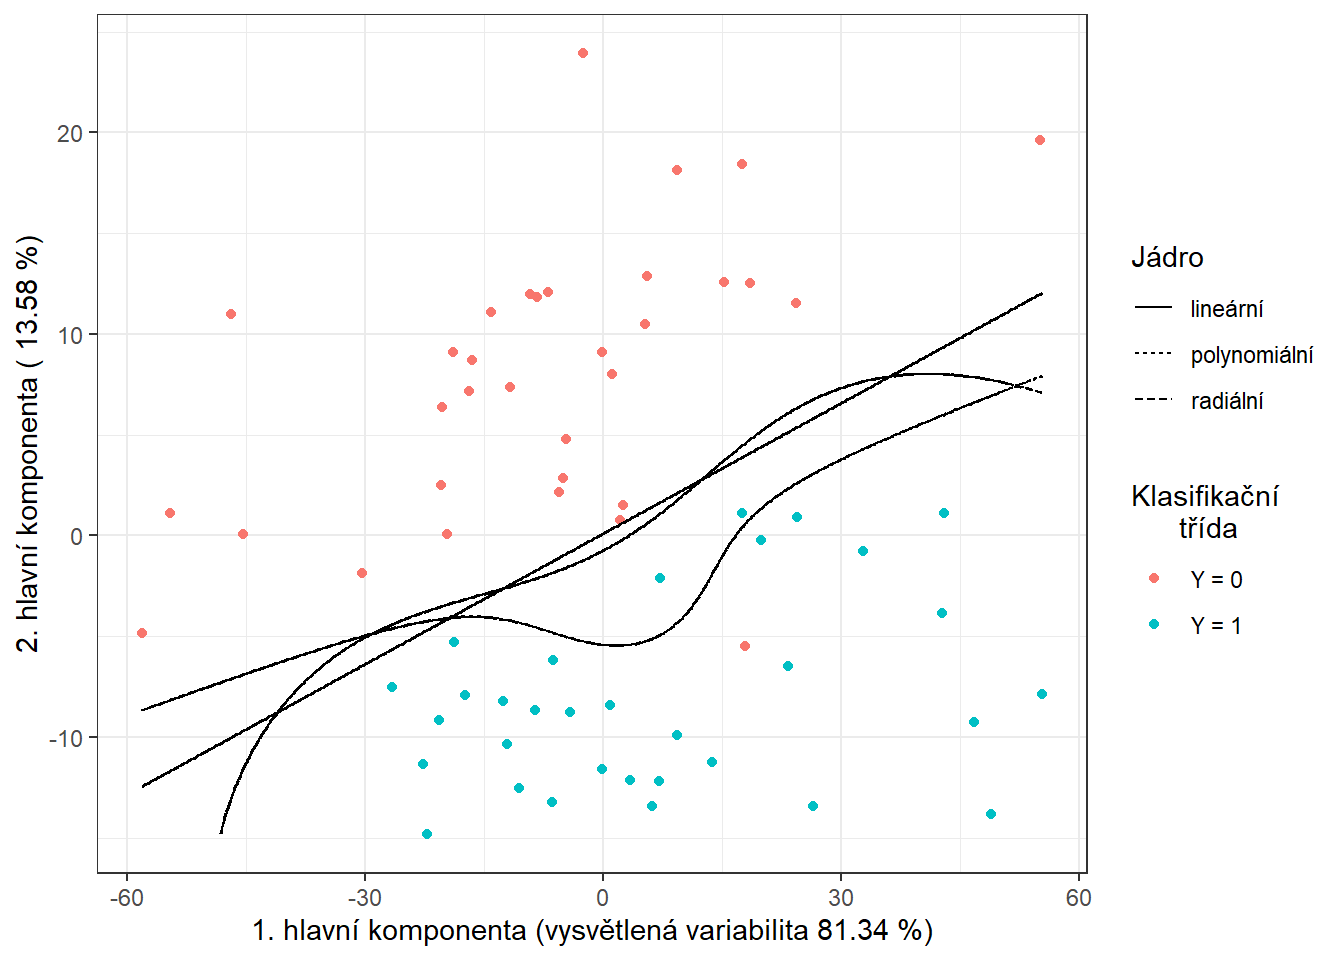 20
10
0
-10
2. hlavní komponenta ( 13.58 %)
-60
-30
0
30
60
1. hlavní komponenta (vysvětlená variabilita 81.34 %)
Jádro
lineární
polynomiální
radiální
Klasifikační
třída
Y = 0
Y = 1